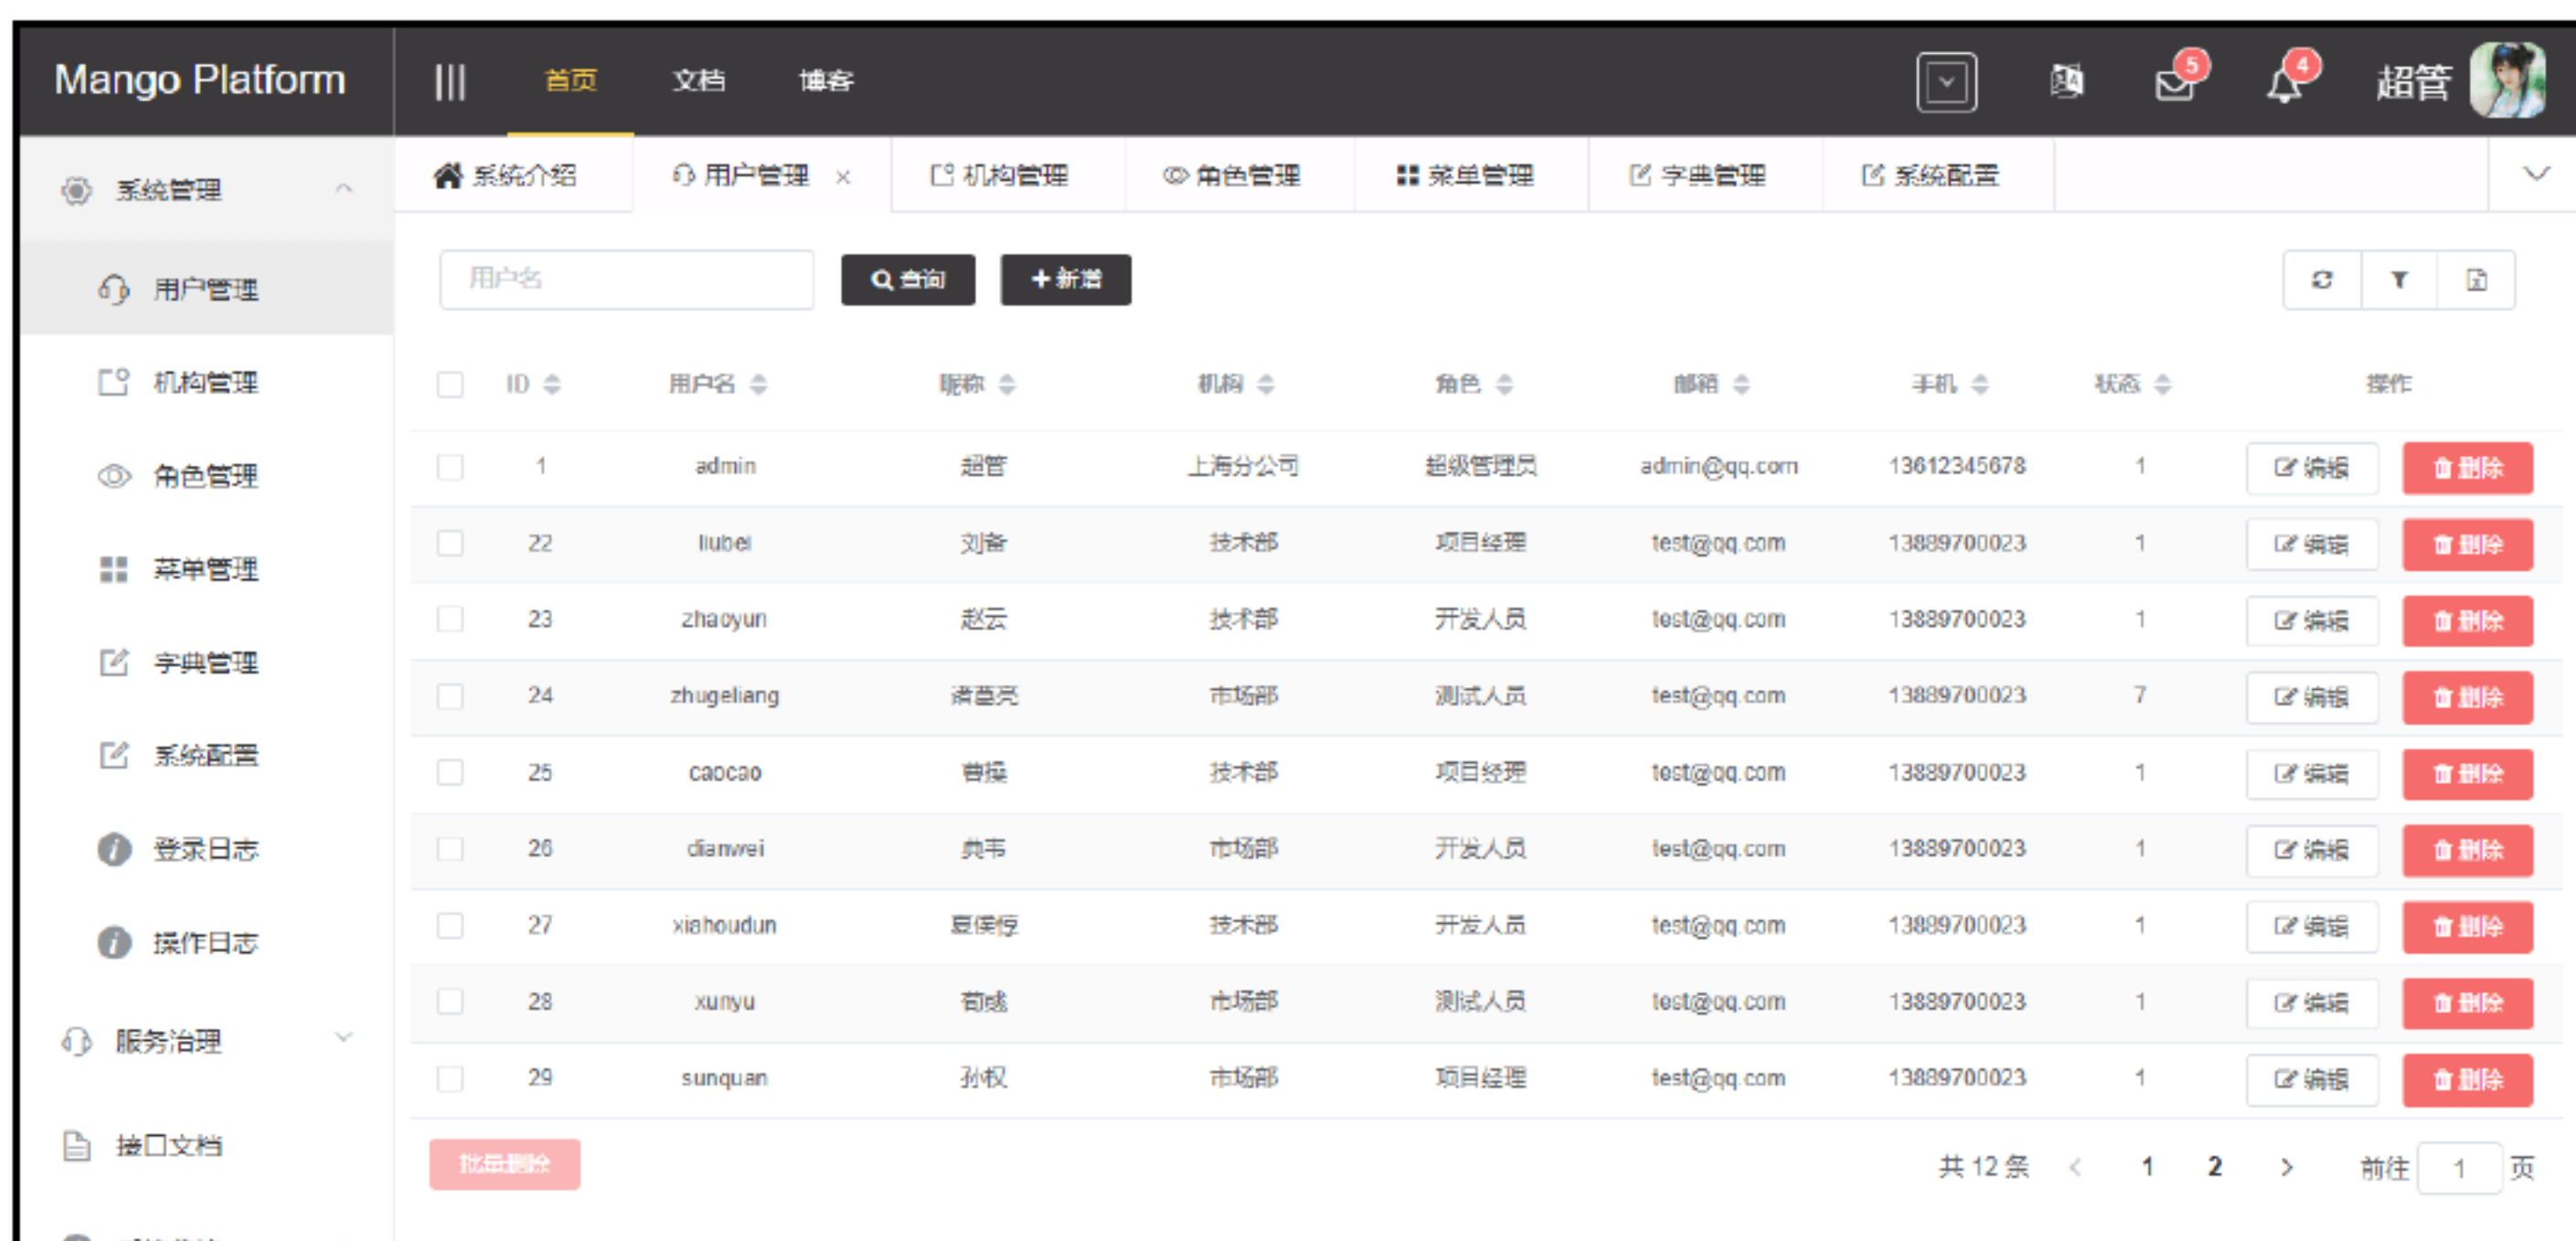 Mango Platform 首页 文档 博客 5 4 超管
系统管理
用户管理
机构管理
角色管理
菜单管理
字典管理
系统配置
登录日志
操作日志
服务治理
接口文档
系统介绍 用户管理 × 机构管理 角色管理 菜单管理 字典管理 系统配置
用户名 查询 +新增
ID 用户名 昵称 机构 角色 邮箱 手机 状态 操作
1 admin 超管 上海分公司 超级管理员 admin@qq.com 13612345678 1 编辑 删除
22 liubei 刘备 技术部 项目经理 test@qq.com 13889700023 1 编辑 删除
23 zhaoyun 赵云 技术部 开发人员 test@qq.com 13889700023 1 编辑 删除
24 zhugeliang 诸葛亮 市场部 测试人员 test@qq.com 13889700023 7 编辑 删除
25 caocao 曹操 技术部 项目经理 test@qq.com 13889700023 1 编辑 删除
26 dianwei 典韦 市场部 开发人员 test@qq.com 13889700023 1 编辑 删除
27 xiahoudun 夏侯惇 技术部 开发人员 test@qq.com 13889700023 1 编辑 删除
28 xunyu 荀彧 市场部 测试人员 test@qq.com 13889700023 1 编辑 删除
29 sunquan 孙权 市场部 项目经理 test@qq.com 13889700023 1 编辑 删除
批量删除 共 12 条 < 1 2 > 前往 1 页